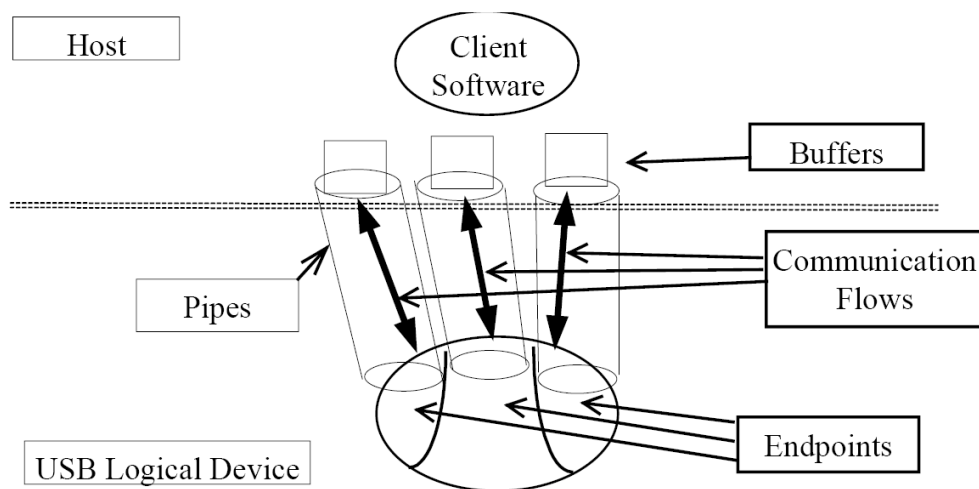 Host
Client
Software
Buffers
Communication
Flows
Pipes
Endpoints
USB Logical Device